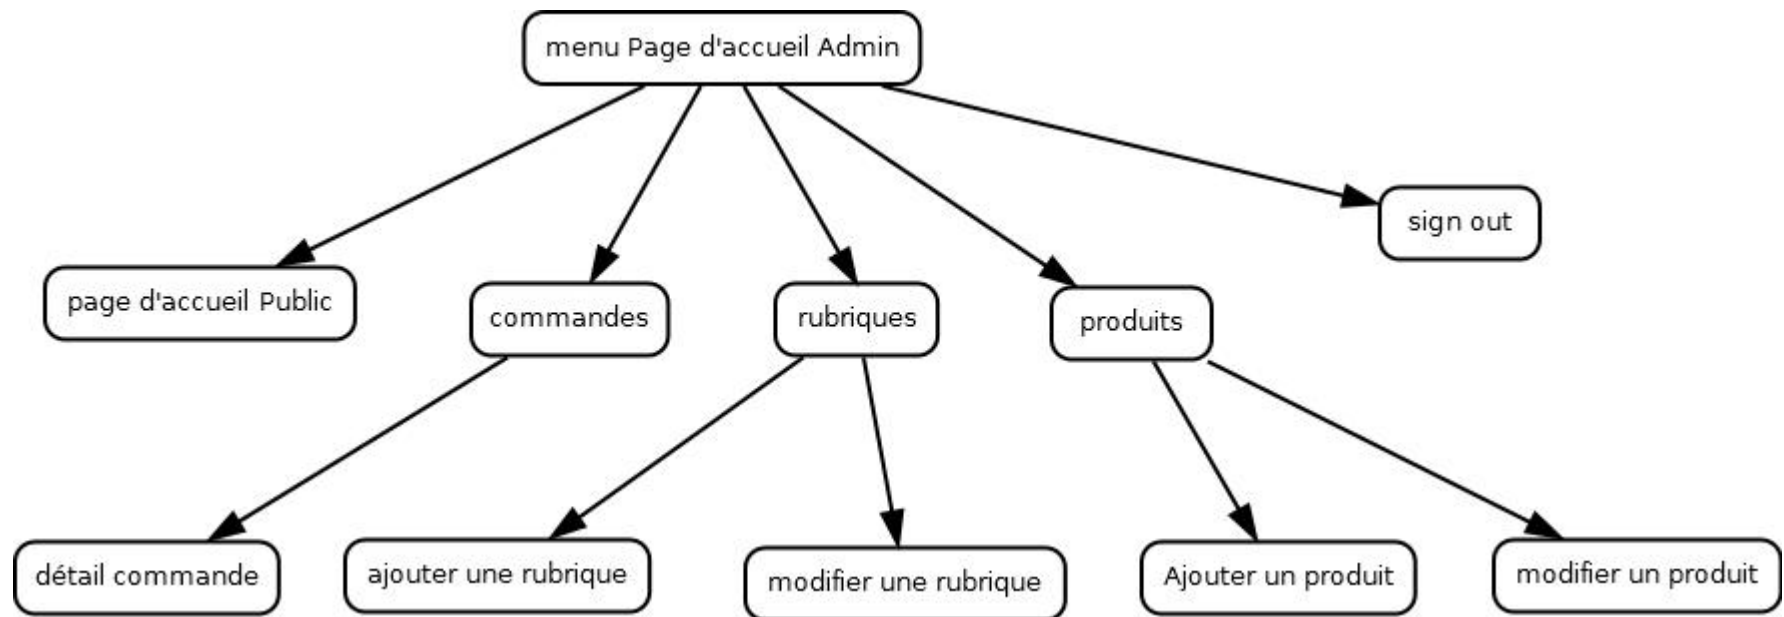 menu Page d'accueil Admin
sign out
page d'accueil Public
commandes
rubriques
produits
détail commande
ajouter une rubrique
modifier une rubrique
Ajouter un produit
modifier un produit